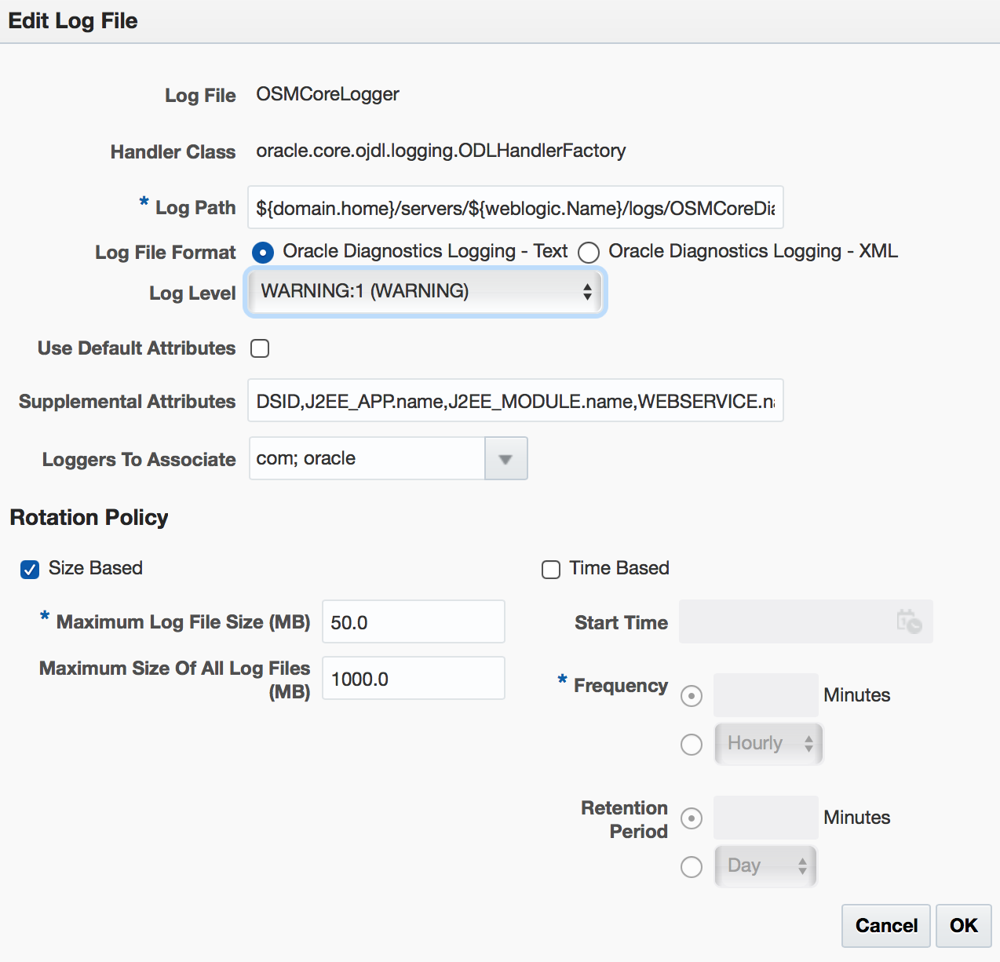 Edit Log File
Log File OSMCoreLogger
Handler Class oracle.core.ojdl.logging.ODLHandlerFactory
* Log Path ${domain.home}/servers/${weblogic.Name}/logs/OSMCoreDia
Log File Format Oracle Diagnostics Logging - Text Oracle Diagnostics Logging - XML
Log Level WARNING:1 (WARNING)
Use Default Attributes
Supplemental Attributes DSID,J2EE_APP.name,J2EE_MODULE.name,WEBSERVICE.na
Loggers To Associate com; oracle
Rotation Policy
Size Based
* Maximum Log File Size (MB) 50.0
Maximum Size Of All Log Files
(MB) 1000.0
Time Based
Start Time
* Frequency Minutes
Hourly
Retention
Period Minutes
Day
Cancel OK